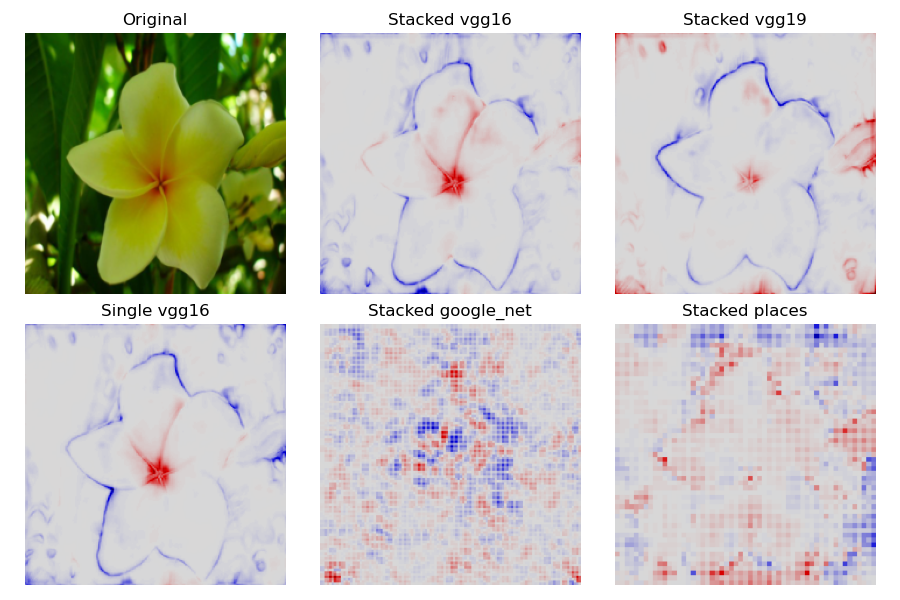 Original
Stacked vgg16
Stacked vgg19
Single vgg16
Stacked google_net
Stacked places